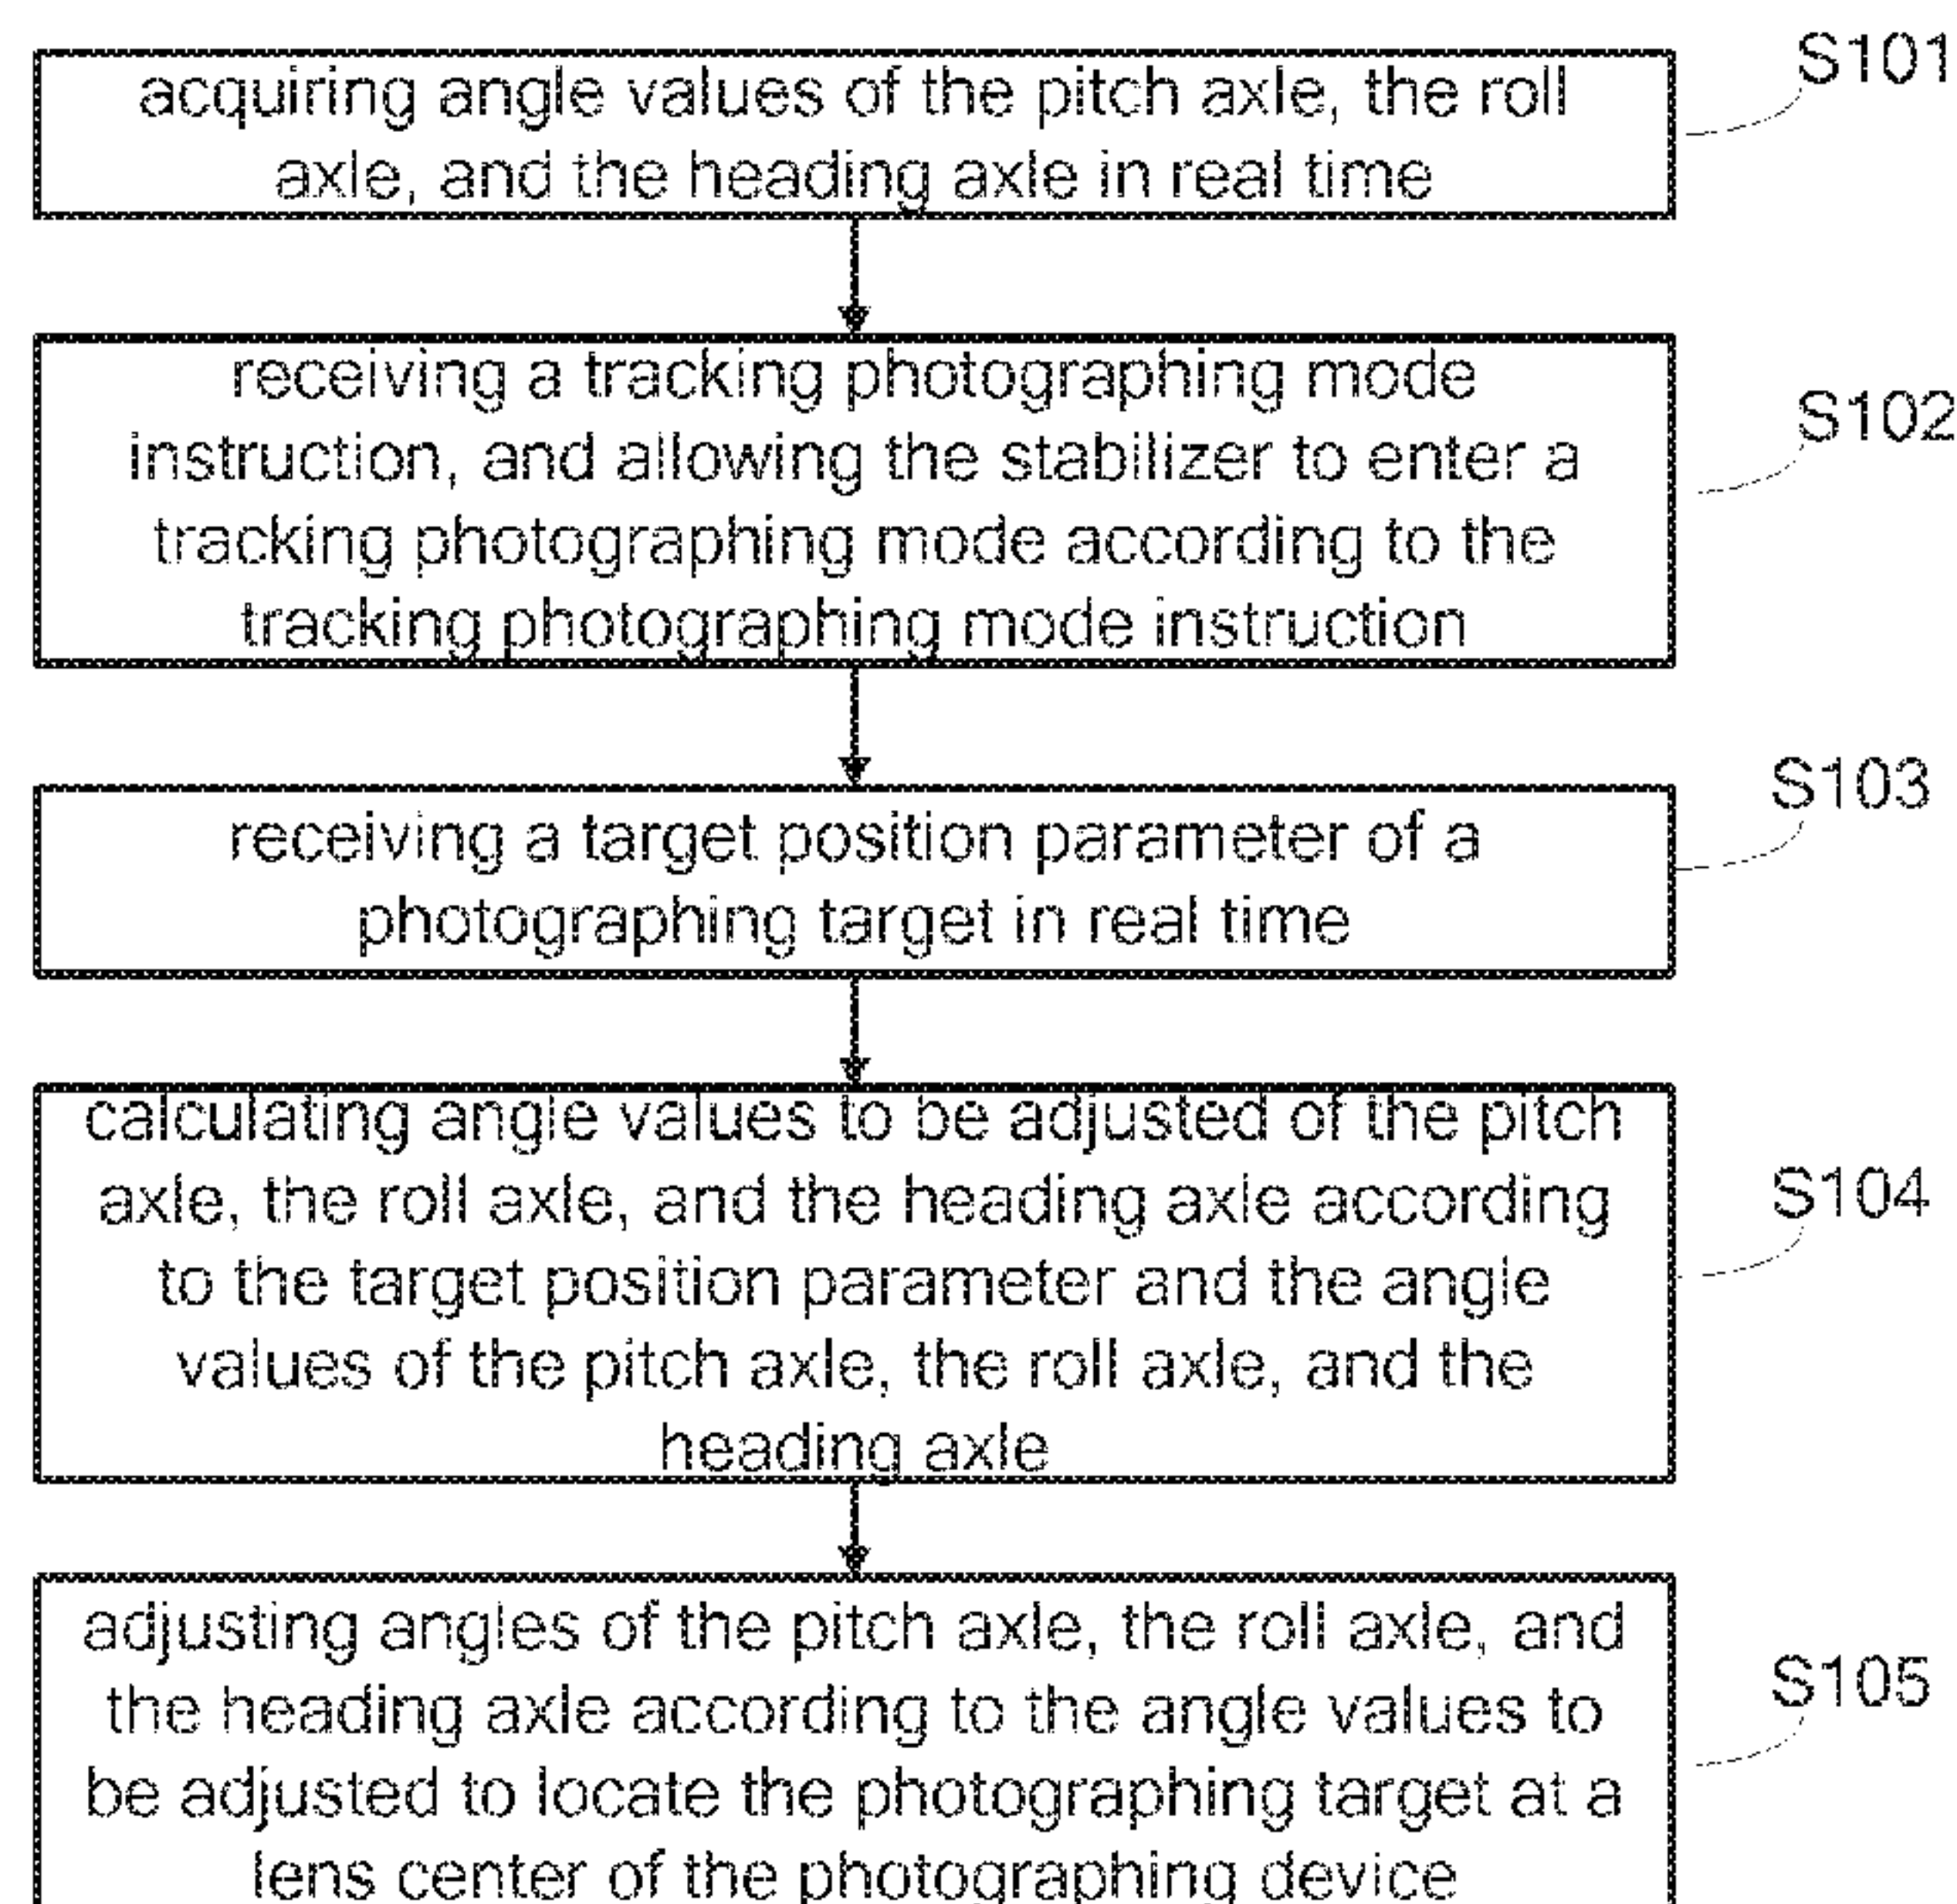 acquiring angle values of the pitch axle, the roll
axle, and the heading axle in real time
S101
receiving a tracking photographing mode
instruction, and allowing the stabilizer to enter a
tracking photographing mode according to the
tracking photographing mode instruction
S102
receiving a target position parameter of a
photographing target in real time
S103
calculating angle values to be adjusted of the pitch
axle, the roll axle, and the heading axle according
to the target position parameter and the angle
values of the pitch axle, the roll axle, and the
heading axle
S104
adjusting angles of the pitch axle, the roll axle, and
the heading axle according to the angle values to
be adjusted to locate the photographing target at a
lens center of the photographing device
S105